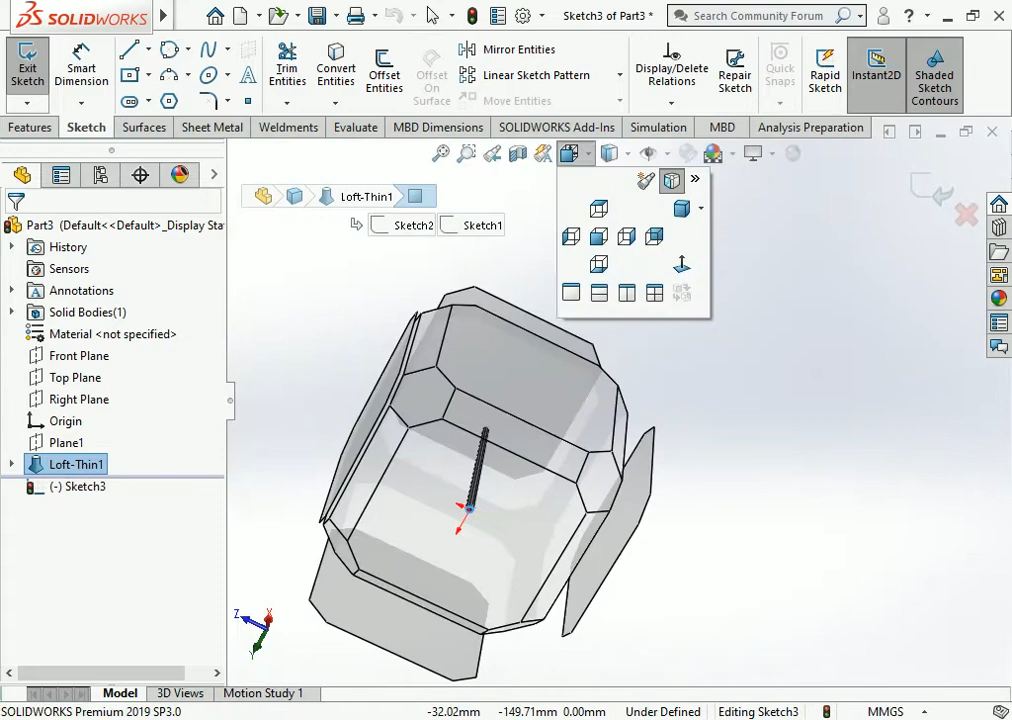 SOLIDWORKS
Sketch3 of Part3 *
Search Community Forum
?
Exit Sketch
Smart Dimension
Trim Entities
Convert Entities
Offset Entities
Offset On Surface
Mirror Entities
Linear Sketch Pattern
Move Entities
Display/Delete Relations
Repair Sketch
Quick Snaps
Rapid Sketch
Instant2D
Shaded Sketch Contours
Features
Sketch
Surfaces
Sheet Metal
Weldments
Evaluate
MBD Dimensions
SOLIDWORKS Add-Ins
Simulation
MBD
Analysis Preparation
Part3 (Default<<Default>_Display Sta
History
Sensors
Annotations
Solid Bodies(1)
Material <not specified>
Front Plane
Top Plane
Right Plane
Origin
Plane1
Loft-Thin1
(-) Sketch3
Loft-Thin1
Sketch2
Sketch1
Z
X
Y
Model
3D Views
Motion Study 1
SOLIDWORKS Premium 2019 SP3.0
-32.02mm
-149.71mm
0.00mm
Under Defined
Editing Sketch3
MMGS